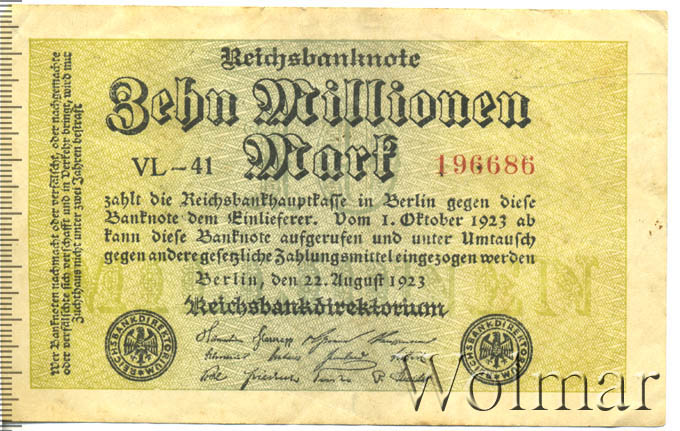 Reichsbanknote
Zehn Millionen
Mark
VL-41
196686
zahlt die Reichsbankhauptkasse in Berlin gegen diese
Banknote dem Einlieferer. Vom 1. Oktober 1923 ab
kann diese Banknote aufgerufen und unter Umtausch
gegen andere gesetzliche Zahlungsmittel eingezogen werden
Berlin, den 22. August 1923
Reichsbankdirektorium
Wer Banknoten nachmacht oder verfälscht, oder nachgemachte
oder verfälschte sich verschafft und in Verkehr bringt, wird mit
Zuchthaus nicht unter zwei Jahren bestraft
REICHSBANKDIREKTORIUM
REICHSBANKDIREKTORIUM
Wolmar